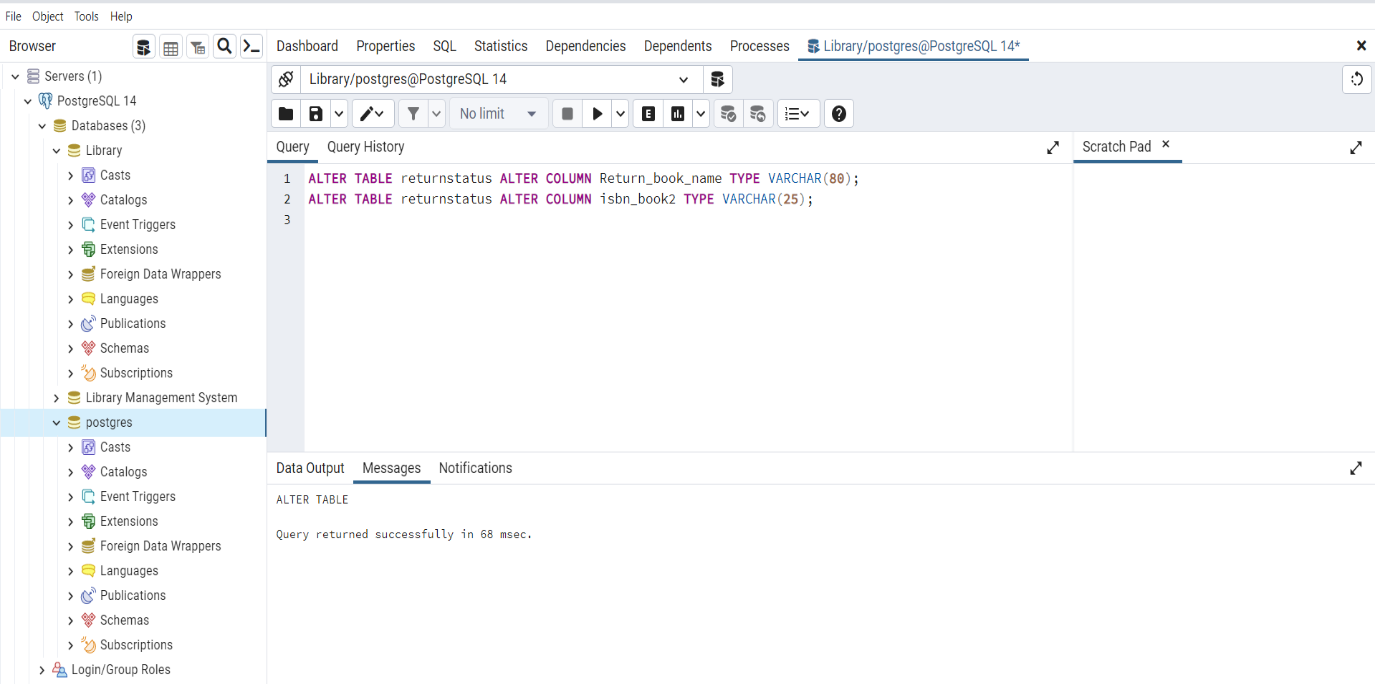 File Object Tools Help
Browser
Servers (1)
PostgreSQL 14
Databases (3)
Library
Casts
Catalogs
Event Triggers
Extensions
Foreign Data Wrappers
Languages
Publications
Schemas
Subscriptions
Library Management System
postgres
Casts
Catalogs
Event Triggers
Extensions
Foreign Data Wrappers
Languages
Publications
Schemas
Subscriptions
Login/Group Roles
Dashboard Properties SQL Statistics Dependencies Dependents Processes Library/postgres@PostgreSQL 14*
Library/postgres@PostgreSQL 14
No limit E
Query Query History
Scratch Pad
1 ALTER TABLE returnstatus ALTER COLUMN Return_book_name TYPE VARCHAR(80);
2 ALTER TABLE returnstatus ALTER COLUMN isbn_book2 TYPE VARCHAR(25);
3
Data Output Messages Notifications
ALTER TABLE
Query returned successfully in 68 msec.